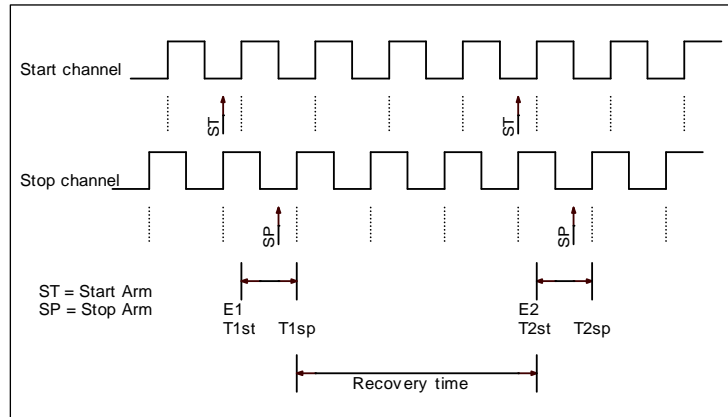 Start channel
ST
ST
Stop channel
SP
SP
ST = Start Arm
SP = Stop Arm
E1
T1st
T1sp
E2
T2st
T2sp
Recovery time